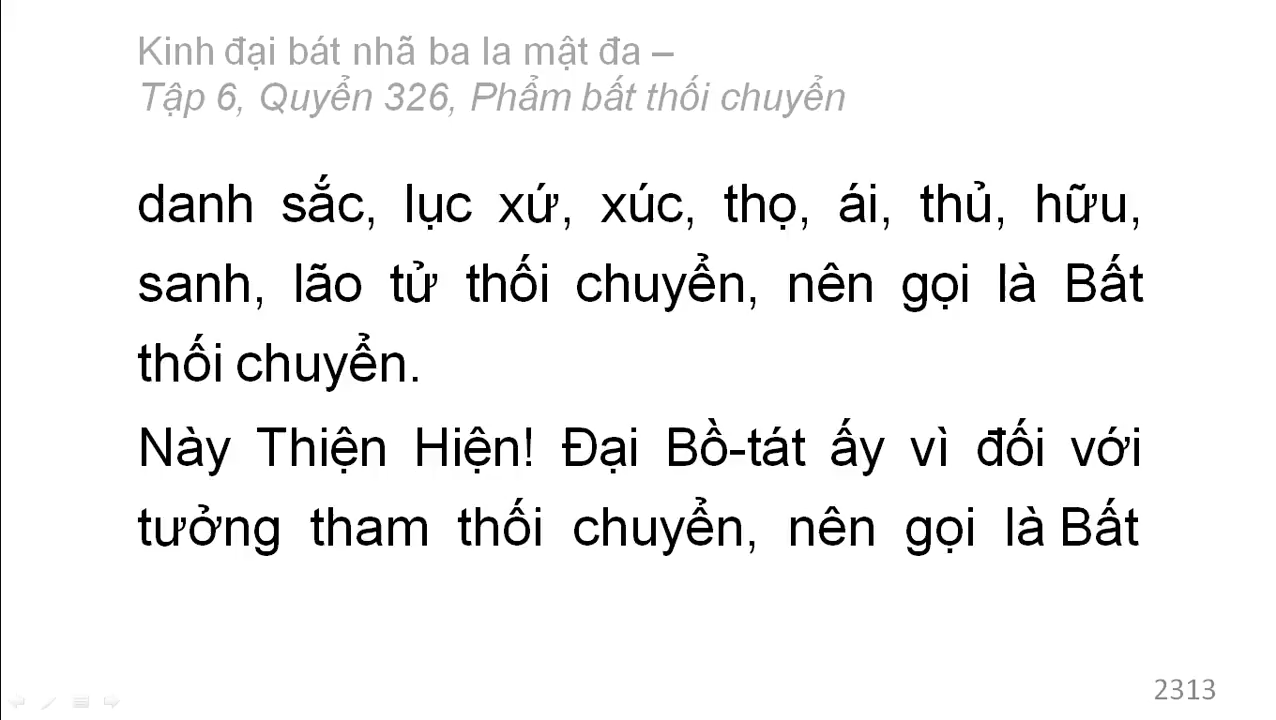 Kinh đại bát nhã ba la mật đa –
Tập 6, Quyển 326, Phẩm bất thối chuyển
danh sắc, lục xứ, xúc, thọ, ái, thủ, hữu,
sanh, lão tử thối chuyển, nên gọi là Bất
thối chuyển.
Này Thiện Hiện! Đại Bồ-tát ấy vì đối với
tưởng tham thối chuyển, nên gọi là Bất
2313